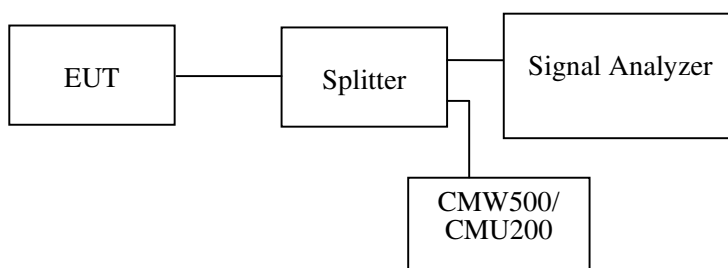 EUT
Splitter
Signal Analyzer
CMW500/
CMU200